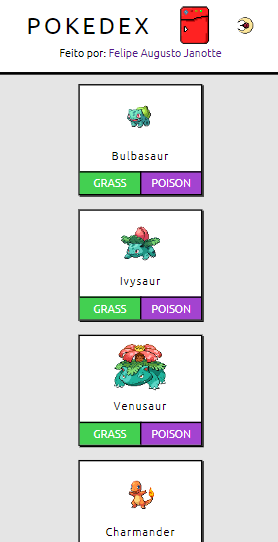 POKEDEX
Feito por: Felipe Augusto Janotte
Bulbasaur
GRASS POISON
Ivysaur
GRASS POISON
Venusaur
GRASS POISON
Charmander